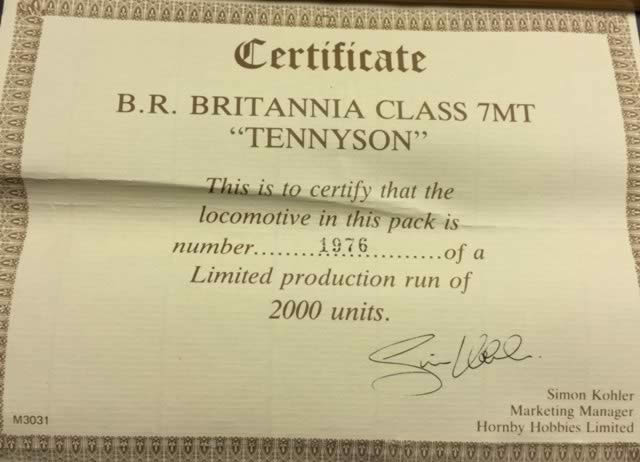 Certificate
B.R. BRITANNIA CLASS 7MT
“TENNYSON”
This is to certify that the
locomotive in this pack is
number........1976............of a
Limited production run of
2000 units.
Simon Kohler
Marketing Manager
Hornby Hobbies Limited
M3031